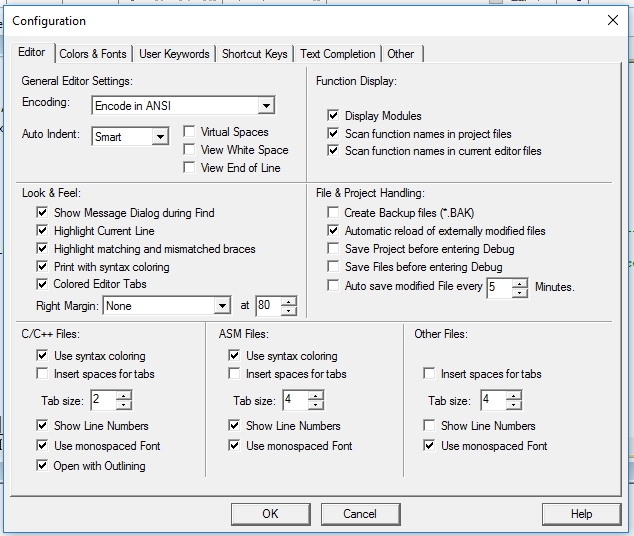 Configuration
Editor Colors & Fonts User Keywords Shortcut Keys Text Completion Other
General Editor Settings:
Encoding: Encode in ANSI
Auto Indent: Smart
Virtual Spaces
View White Space
View End of Line
Function Display:
Display Modules
Scan function names in project files
Scan function names in current editor files
Look & Feel:
Show Message Dialog during Find
Highlight Current Line
Highlight matching and mismatched braces
Print with syntax coloring
Colored Editor Tabs
Right Margin: None at 80
File & Project Handling:
Create Backup files (*.BAK)
Automatic reload of externally modified files
Save Project before entering Debug
Save Files before entering Debug
Auto save modified File every 5 Minutes.
C/C++ Files:
Use syntax coloring
Insert spaces for tabs
Tab size: 2
Show Line Numbers
Use monospaced Font
Open with Outlining
ASM Files:
Use syntax coloring
Insert spaces for tabs
Tab size: 4
Show Line Numbers
Use monospaced Font
Other Files:
Insert spaces for tabs
Tab size: 4
Show Line Numbers
Use monospaced Font
OK Cancel Help